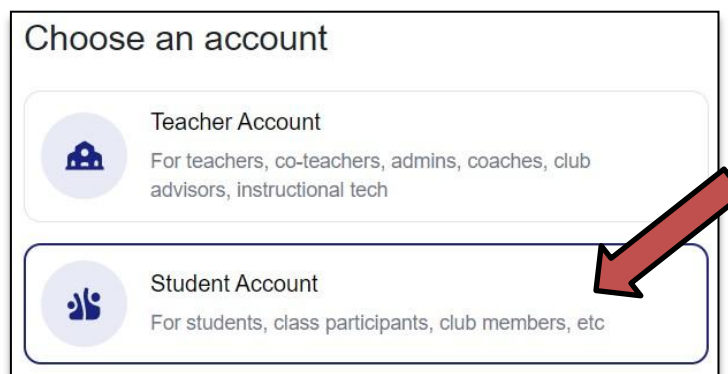 Choose an account
Teacher Account
For teachers, co-teachers, admins, coaches, club
advisors, instructional tech
Student Account
For students, class participants, club members, etc